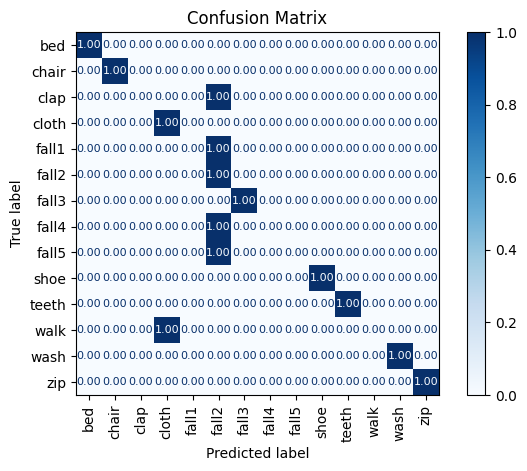 Confusion Matrix
bed 1.00 0.00 0.00 0.00 0.00 0.00 0.00 0.00 0.00 0.00 0.00 0.00 0.00 0.00
chair 0.00 1.00 0.00 0.00 0.00 0.00 0.00 0.00 0.00 0.00 0.00 0.00 0.00 0.00
clap 0.00 0.00 0.00 0.00 0.00 1.00 0.00 0.00 0.00 0.00 0.00 0.00 0.00 0.00
cloth 0.00 0.00 0.00 1.00 0.00 0.00 0.00 0.00 0.00 0.00 0.00 0.00 0.00 0.00
fall1 0.00 0.00 0.00 0.00 0.00 1.00 0.00 0.00 0.00 0.00 0.00 0.00 0.00 0.00
fall2 0.00 0.00 0.00 0.00 0.00 1.00 0.00 0.00 0.00 0.00 0.00 0.00 0.00 0.00
fall3 0.00 0.00 0.00 0.00 0.00 0.00 1.00 0.00 0.00 0.00 0.00 0.00 0.00 0.00
fall4 0.00 0.00 0.00 0.00 0.00 1.00 0.00 0.00 0.00 0.00 0.00 0.00 0.00 0.00
fall5 0.00 0.00 0.00 0.00 0.00 1.00 0.00 0.00 0.00 0.00 0.00 0.00 0.00 0.00
shoe 0.00 0.00 0.00 0.00 0.00 0.00 0.00 0.00 0.00 1.00 0.00 0.00 0.00 0.00
teeth 0.00 0.00 0.00 0.00 0.00 0.00 0.00 0.00 0.00 0.00 1.00 0.00 0.00 0.00
walk 0.00 0.00 0.00 1.00 0.00 0.00 0.00 0.00 0.00 0.00 0.00 0.00 0.00 0.00
wash 0.00 0.00 0.00 0.00 0.00 0.00 0.00 0.00 0.00 0.00 0.00 0.00 1.00 0.00
zip 0.00 0.00 0.00 0.00 0.00 0.00 0.00 0.00 0.00 0.00 0.00 0.00 0.00 1.00
bed chair clap cloth fall1 fall2 fall3 fall4 fall5 shoe teeth walk wash zip
Predicted label
True label
1.0
0.8
0.6
0.4
0.2
0.0